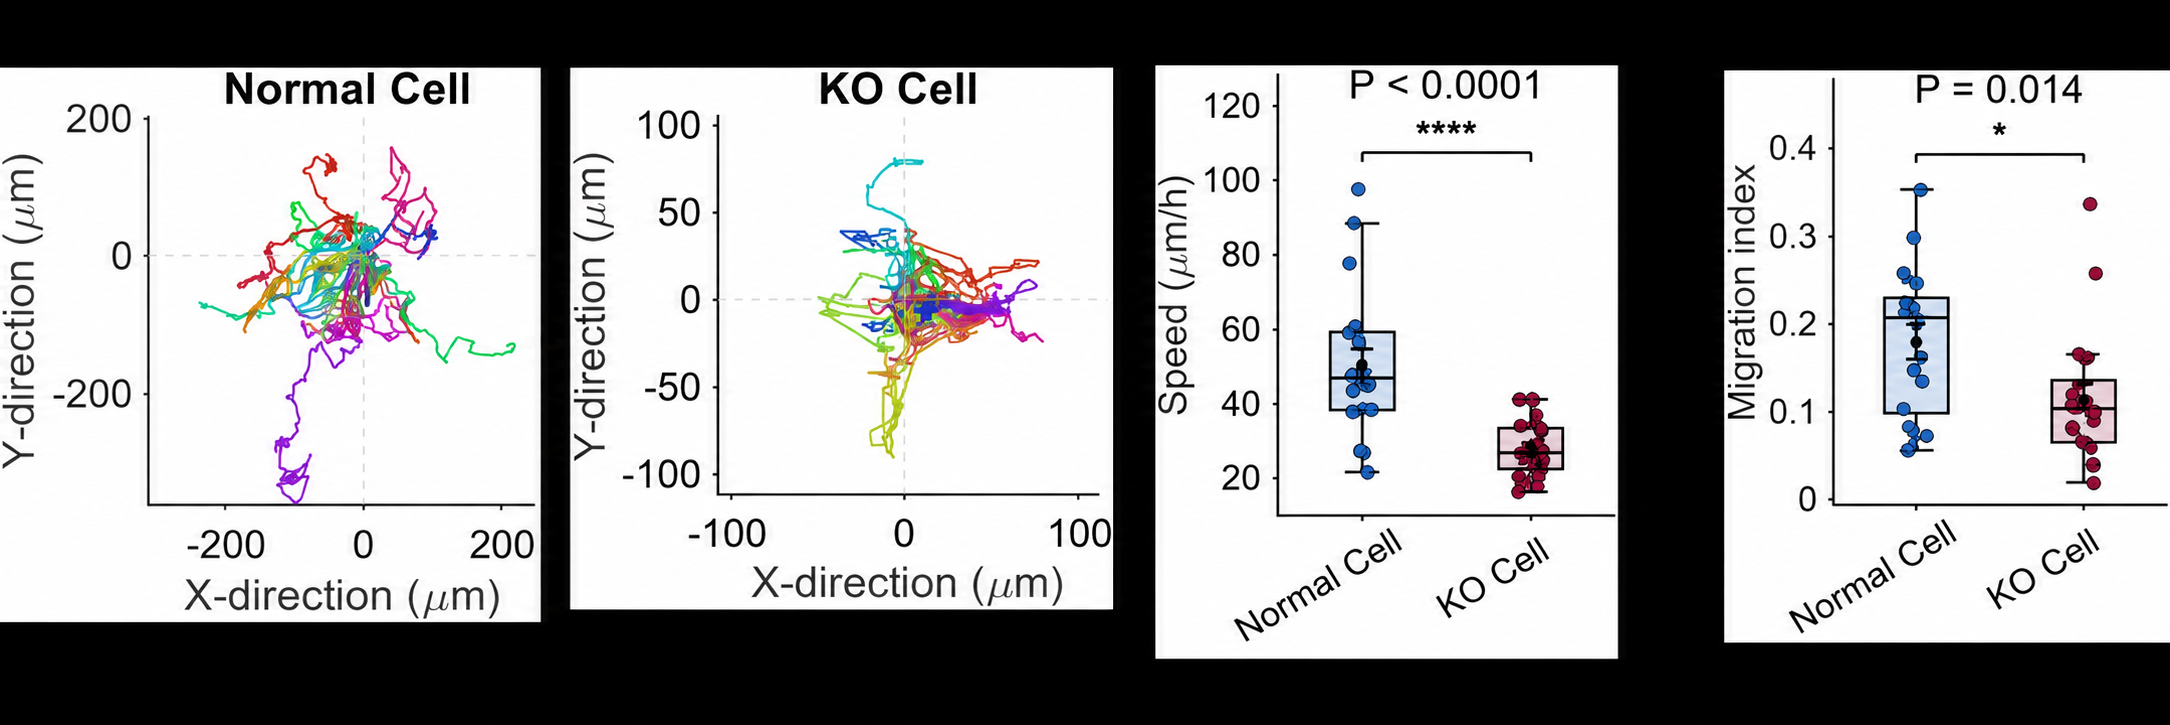 Normal Cell
200
0
-200
Y-direction (μm)
-200 0 200
X-direction (μm)
KO Cell
100
50
0
-50
-100
Y-direction (μm)
-100 0 100
X-direction (μm)
P < 0.0001
****
120
100
80
60
40
20
Speed (μm/h)
Normal Cell
KO Cell
P = 0.014
*
0.4
0.3
0.2
0.1
0
Migration index
Normal Cell
KO Cell